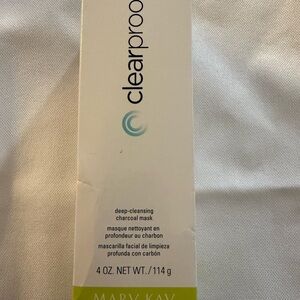 clearproo
deep-cleansing
charcoal mask
masque nettoyant en
profondeur au charbon
mascarilla facial de limpieza
profunda con carbón
4 OZ. NET WT./114 g
MARY KAY